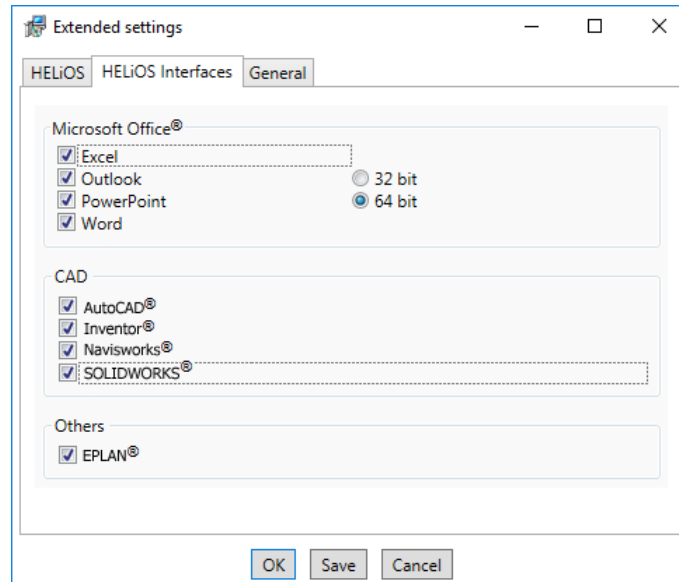 Extended settings
HELiOS HELiOS Interfaces General
Microsoft Office®
Excel
Outlook 32 bit
PowerPoint 64 bit
Word
CAD
AutoCAD®
Inventor®
Navisworks®
SOLIDWORKS®
Others
EPLAN®
OK Save Cancel